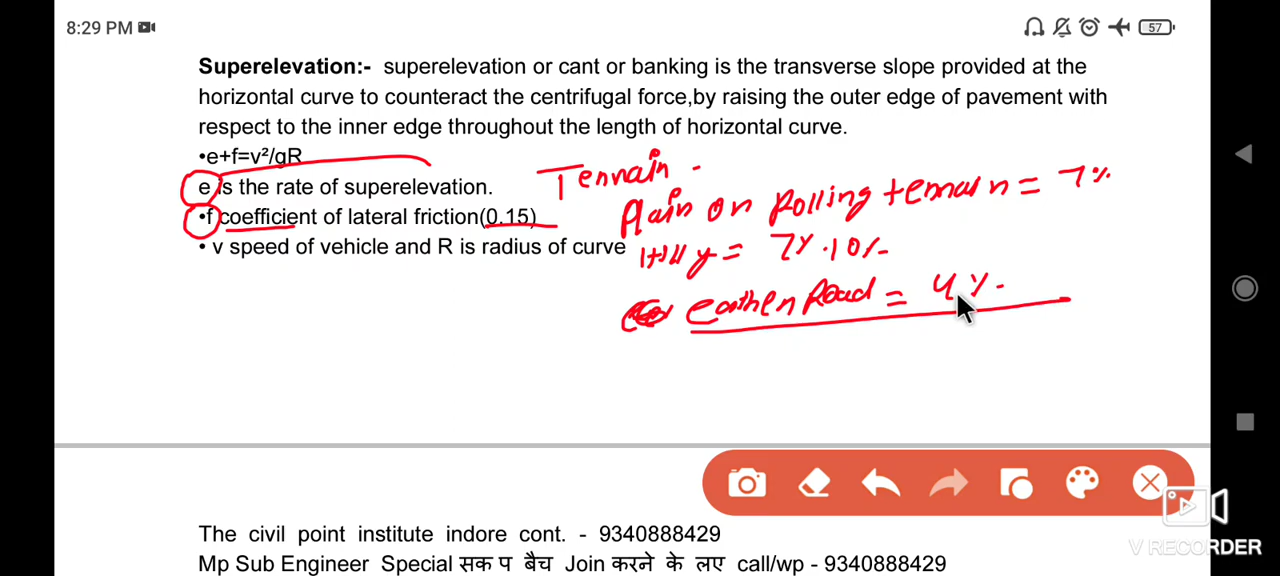 8:29 PM
57
Superelevation:- superelevation or cant or banking is the transverse slope provided at the
horizontal curve to counteract the centrifugal force,by raising the outer edge of pavement with
respect to the inner edge throughout the length of horizontal curve.
•e+f=v²/gR
e is the rate of superelevation.
•f coefficient of lateral friction(0.15)
• v speed of vehicle and R is radius of curve
Terrain -
Plain or Rolling terrain = 7%
Hilly = 7% . 10%
earthen Road = 4%.
The civil point institute indore cont. - 9340888429
Mp Sub Engineer Special सक प बैच Join करने के लिए call/wp - 9340888429
V RECORDER